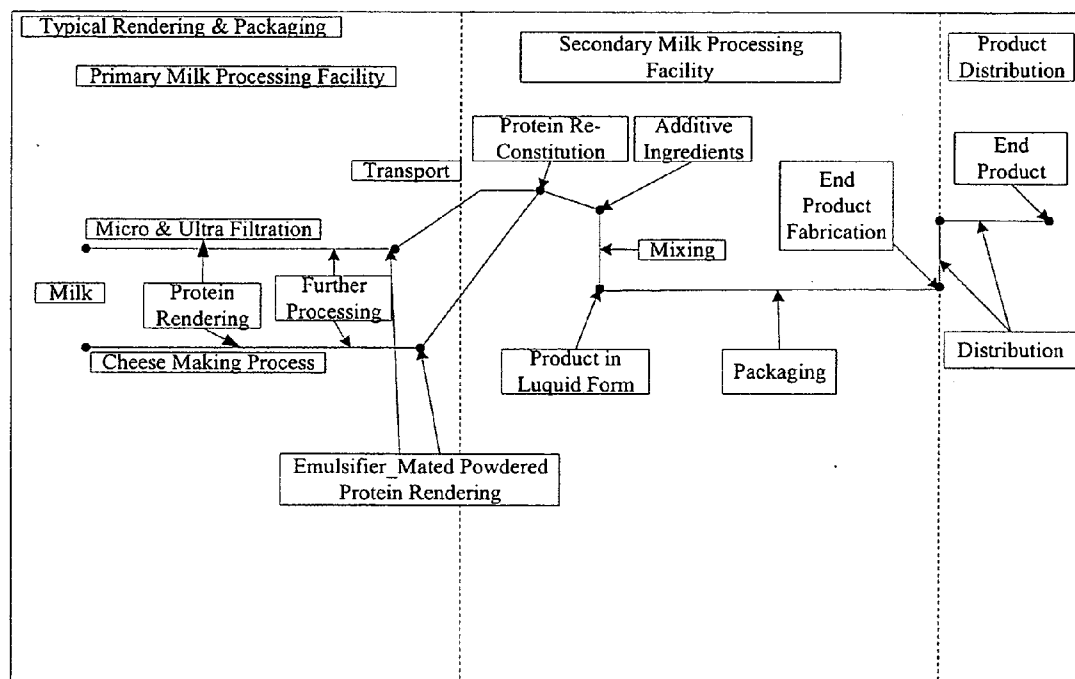 Typical Rendering & Packaging
Primary Milk Processing Facility
Secondary Milk Processing
Facility
Product
Distribution
Transport
Protein Re-
Constitution
Additive
Ingredients
End
Product
Fabrication
End
Product
Micro & Ultra Filtration
Mixing
Milk
Protein
Rendering
Further
Processing
Cheese Making Process
Product in
Luquid Form
Packaging
Distribution
Emulsifier_Mated Powdered
Protein Rendering